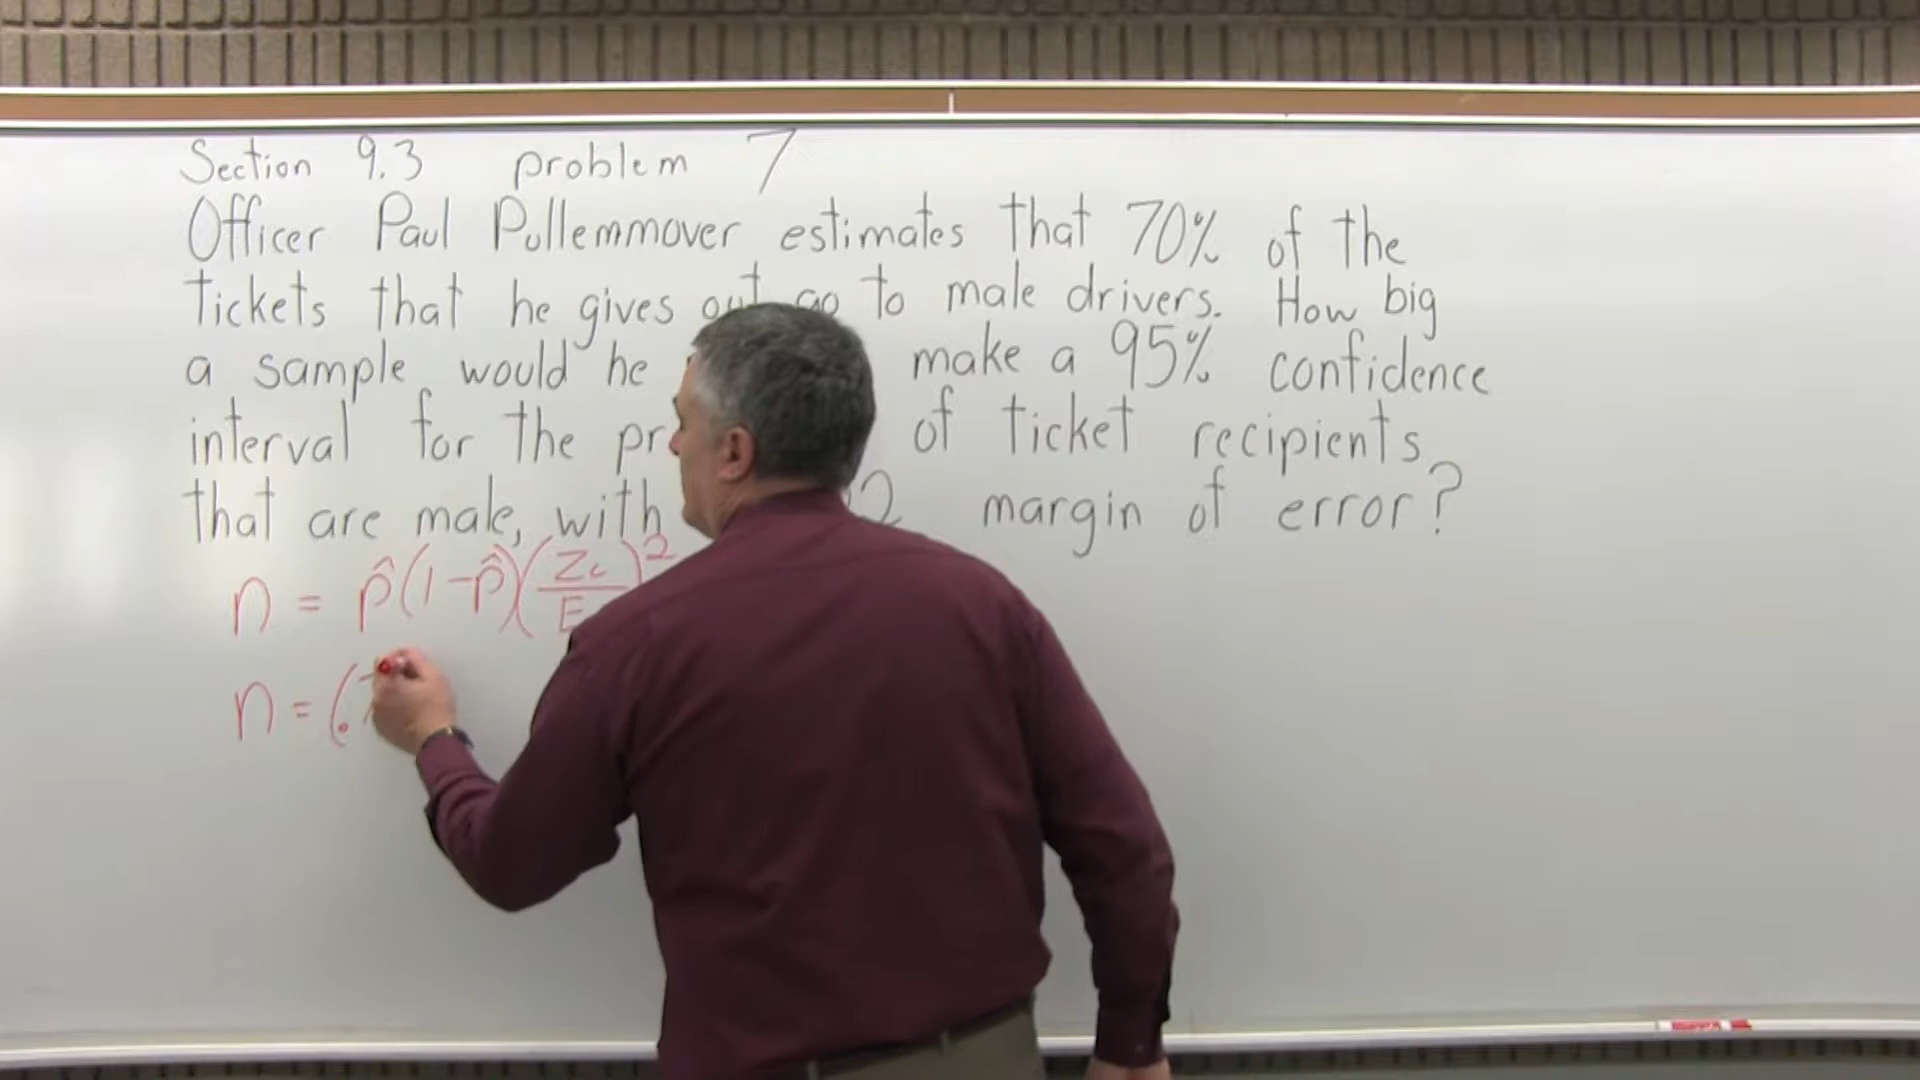 Section 9.3 problem 7
Officer Paul Pullemmover estimates that 70% of the
tickets that he gives out go to male drivers. How big
a sample would he make a 95% confidence
interval for the of ticket recipients
that are male, with margin of error?
n = p̂(1-p̂)(Zc/E)²
n = (.7